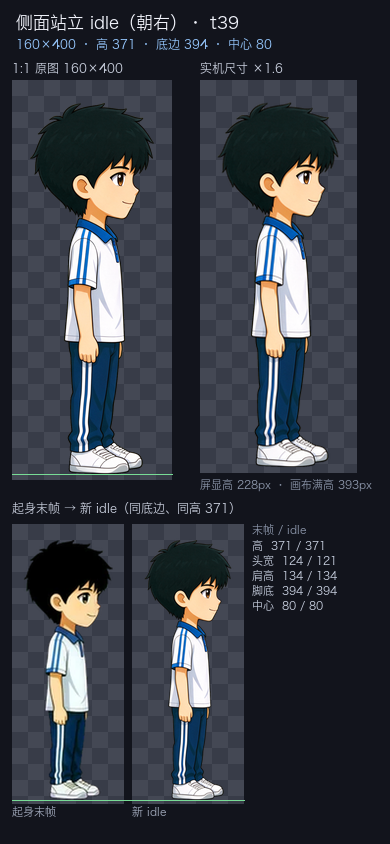 侧面站立 idle（朝右）· t39
160×400 · 高 371 · 底边 394 · 中心 80
1:1 原图 160×400
实机尺寸 ×1.6
屏显高 228px · 画布满高 393px
起身末帧 → 新 idle（同底边、同高 371）
末帧 / idle
高 371 / 371
头宽 124 / 121
肩高 134 / 134
脚底 394 / 394
中心 80 / 80
起身末帧
新 idle